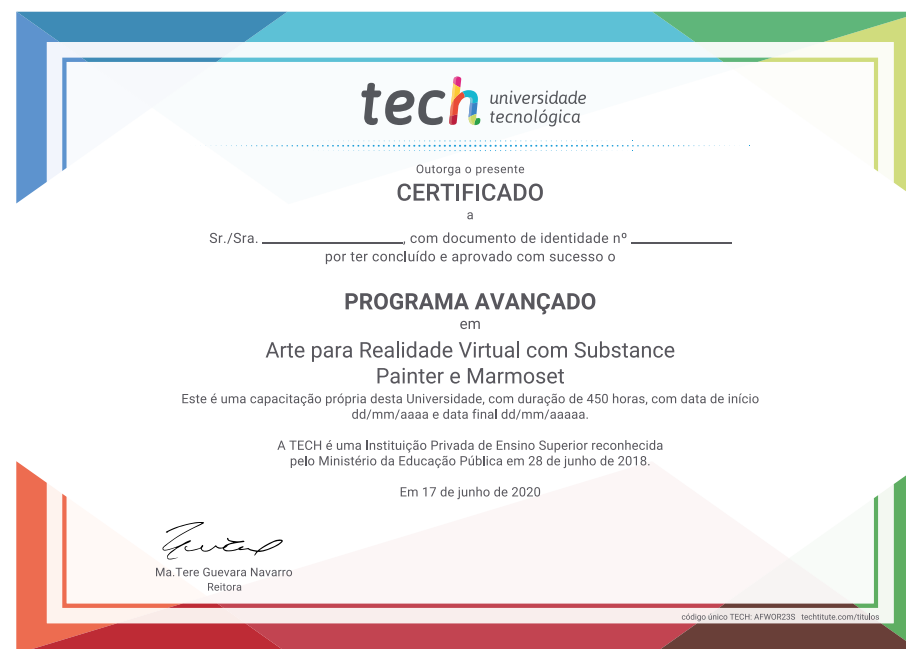 tech universidade
tecnológica
Outorga o presente
CERTIFICADO
a
Sr./Sra. ________________, com documento de identidade nº ____________
por ter concluído e aprovado com sucesso o
PROGRAMA AVANÇADO
em
Arte para Realidade Virtual com Substance
Painter e Marmoset
Este é uma capacitação própria desta Universidade, com duração de 450 horas, com data de início
dd/mm/aaaa e data final dd/mm/aaaaa.
A TECH é uma Instituição Privada de Ensino Superior reconhecida
pelo Ministério da Educação Pública em 28 de junho de 2018.
Em 17 de junho de 2020
Ma.Tere Guevara Navarro
Reitora
código único TECH: AFWOR23S techtitute.com/titulos